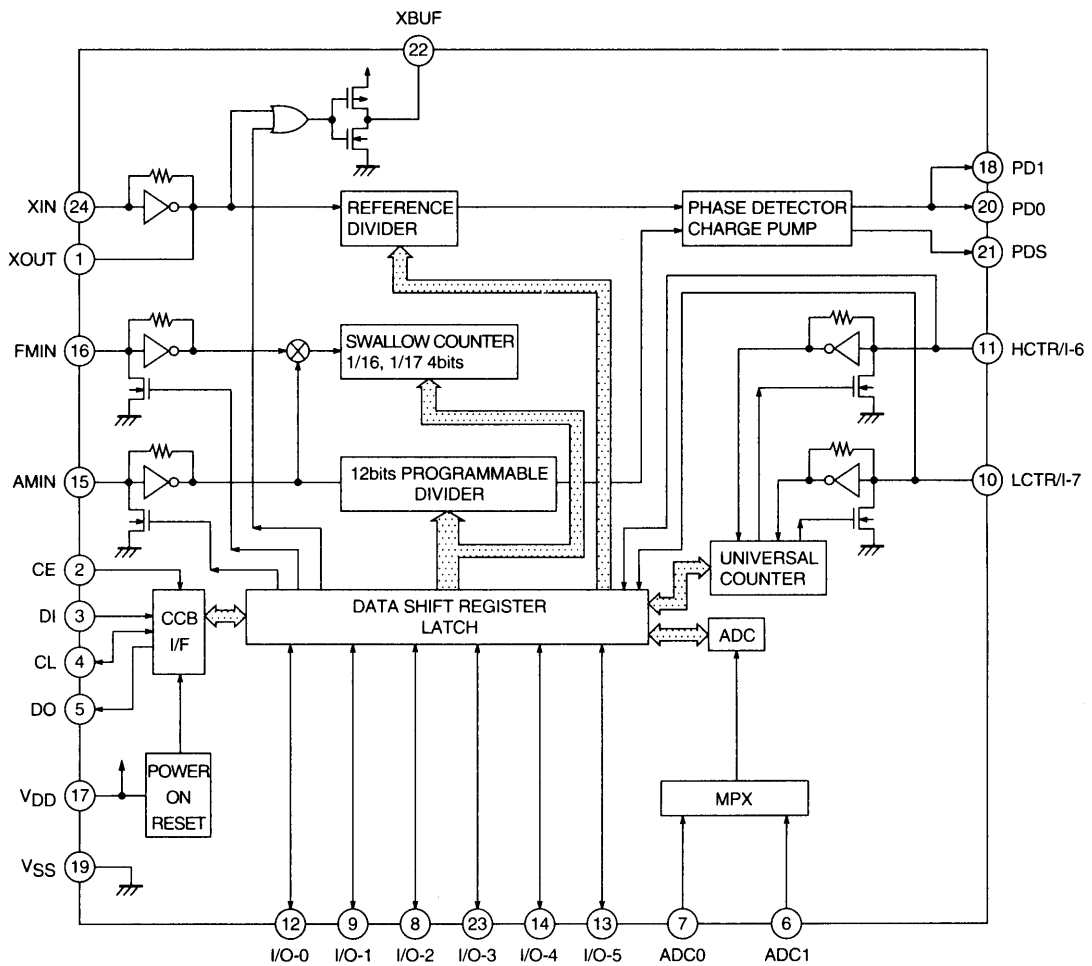 XBUF
22
XIN 24
XOUT 1
FMIN 16
AMIN 15
CE 2
DI 3
CL 4
DO 5
VDD 17
VSS 19
REFERENCE
DIVIDER
PHASE DETECTOR
CHARGE PUMP
18 PD1
20 PD0
21 PDS
SWALLOW COUNTER
1/16, 1/17 4bits
11 HCTR/I-6
12bits PROGRAMMABLE
DIVIDER
10 LCTR/I-7
UNIVERSAL
COUNTER
CCB
I/F
DATA SHIFT REGISTER
LATCH
ADC
POWER
ON
RESET
MPX
12 9 8 23 14 13 7 6
I/O-0 I/O-1 I/O-2 I/O-3 I/O-4 I/O-5 ADC0 ADC1